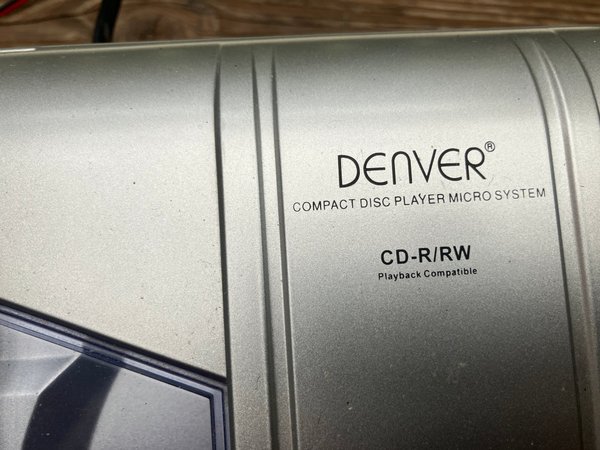 DENVER®
COMPACT DISC PLAYER MICRO SYSTEM
CD-R/RW
Playback Compatible